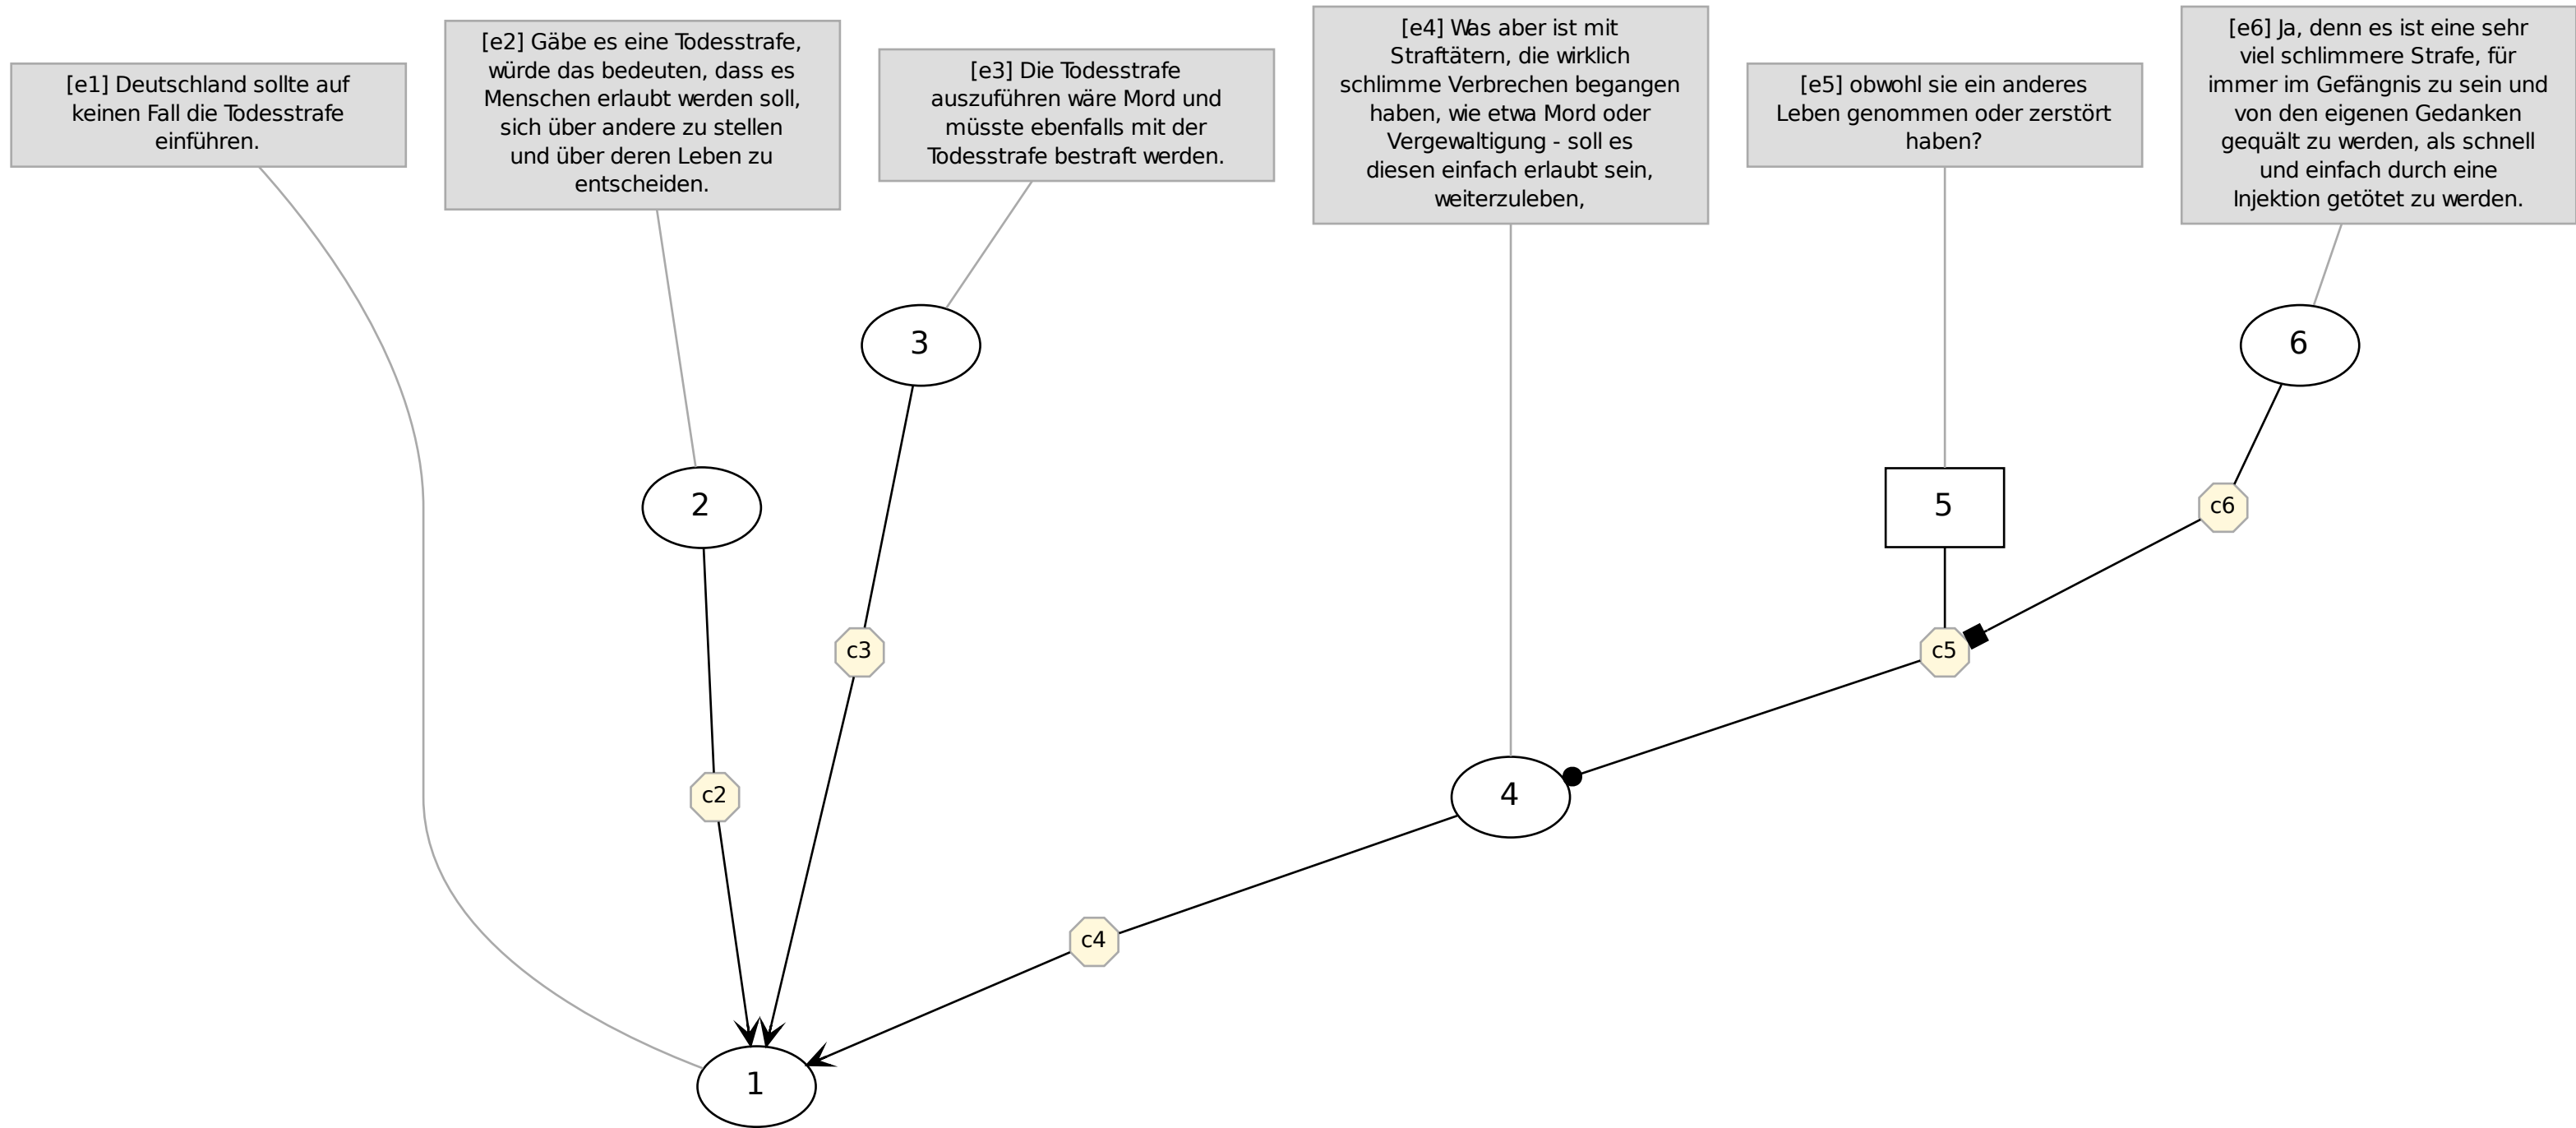 [e1] Deutschland sollte auf
keinen Fall die Todesstrafe
einführen.
[e2] Gäbe es eine Todesstrafe,
würde das bedeuten, dass es
Menschen erlaubt werden soll,
sich über andere zu stellen
und über deren Leben zu
entscheiden.
[e3] Die Todesstrafe
auszuführen wäre Mord und
müsste ebenfalls mit der
Todesstrafe bestraft werden.
[e4] Was aber ist mit
Straftätern, die wirklich
schlimme Verbrechen begangen
haben, wie etwa Mord oder
Vergewaltigung - soll es
diesen einfach erlaubt sein,
weiterzuleben,
[e5] obwohl sie ein anderes
Leben genommen oder zerstört
haben?
[e6] Ja, denn es ist eine sehr
viel schlimmere Strafe, für
immer im Gefängnis zu sein und
von den eigenen Gedanken
gequält zu werden, als schnell
und einfach durch eine
Injektion getötet zu werden.
3
6
2
5
c6
c3
c5
c2
4
c4
1